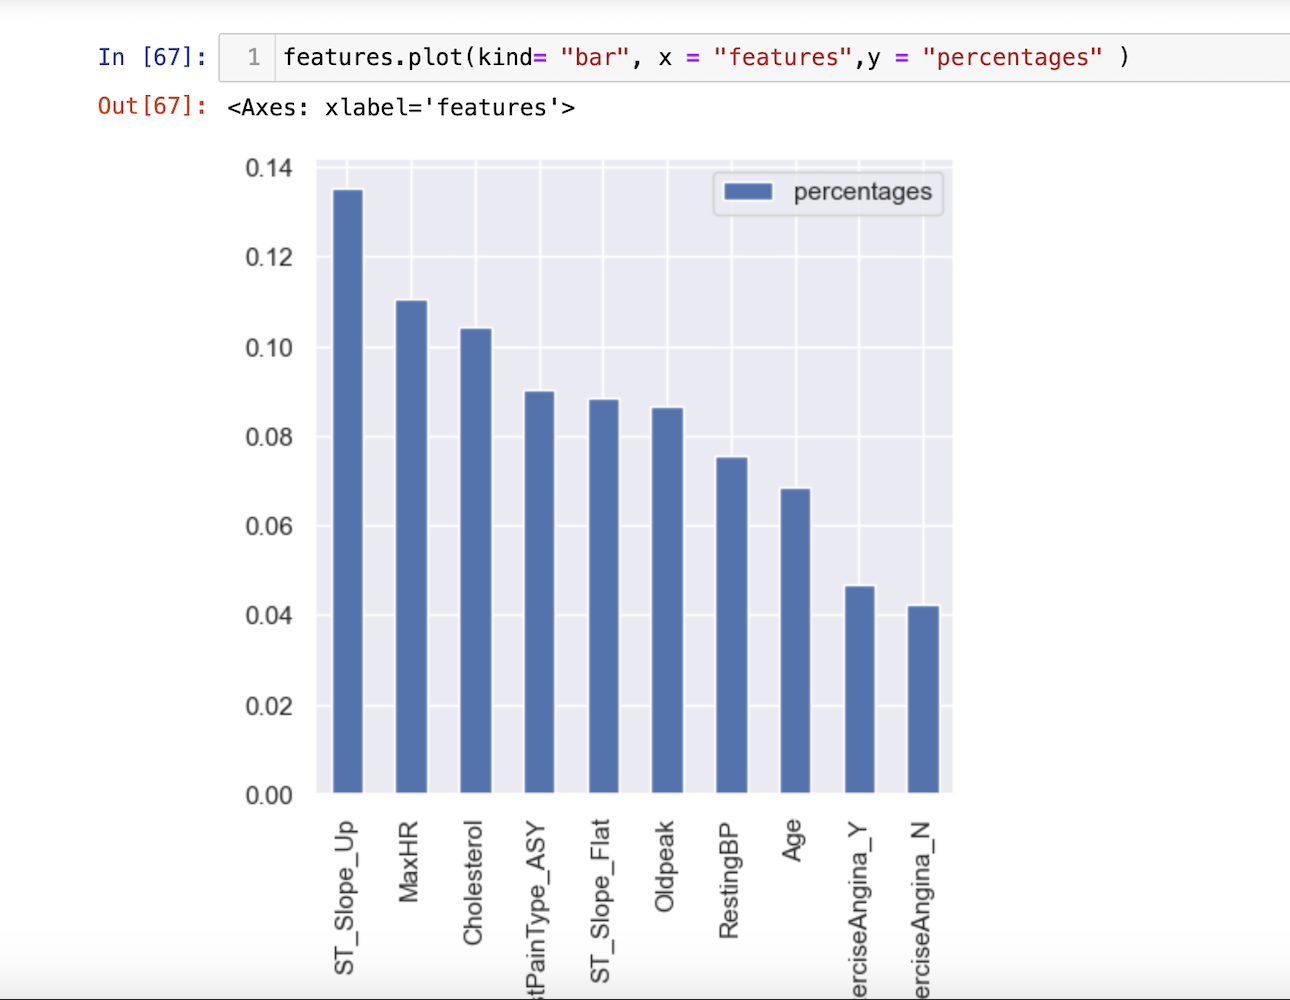 In [67]:
1 features.plot(kind= "bar", x = "features",y = "percentages" )
Out[67]: <Axes: xlabel='features'>
0.14
percentages
0.12
0.10
0.08
0.06
0.04
0.02
0.00
ST_Slope_Up
MaxHR
Cholesterol
stPainType_ASY
ST_Slope_Flat
Oldpeak
RestingBP
Age
erciseAngina_Y
erciseAngina_N